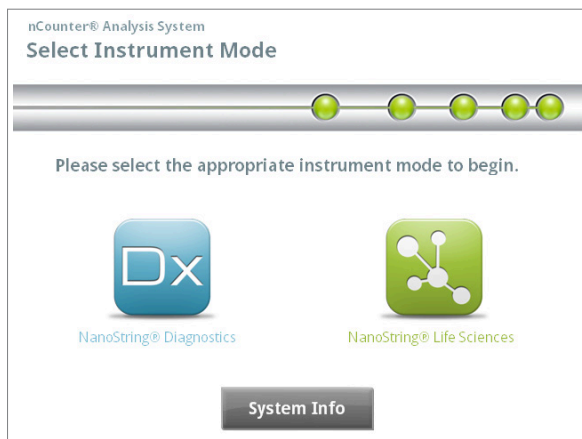 nCounter® Analysis System
Select Instrument Mode
Please select the appropriate instrument mode to begin.
Dx
NanoString® Diagnostics
NanoString® Life Sciences
System Info